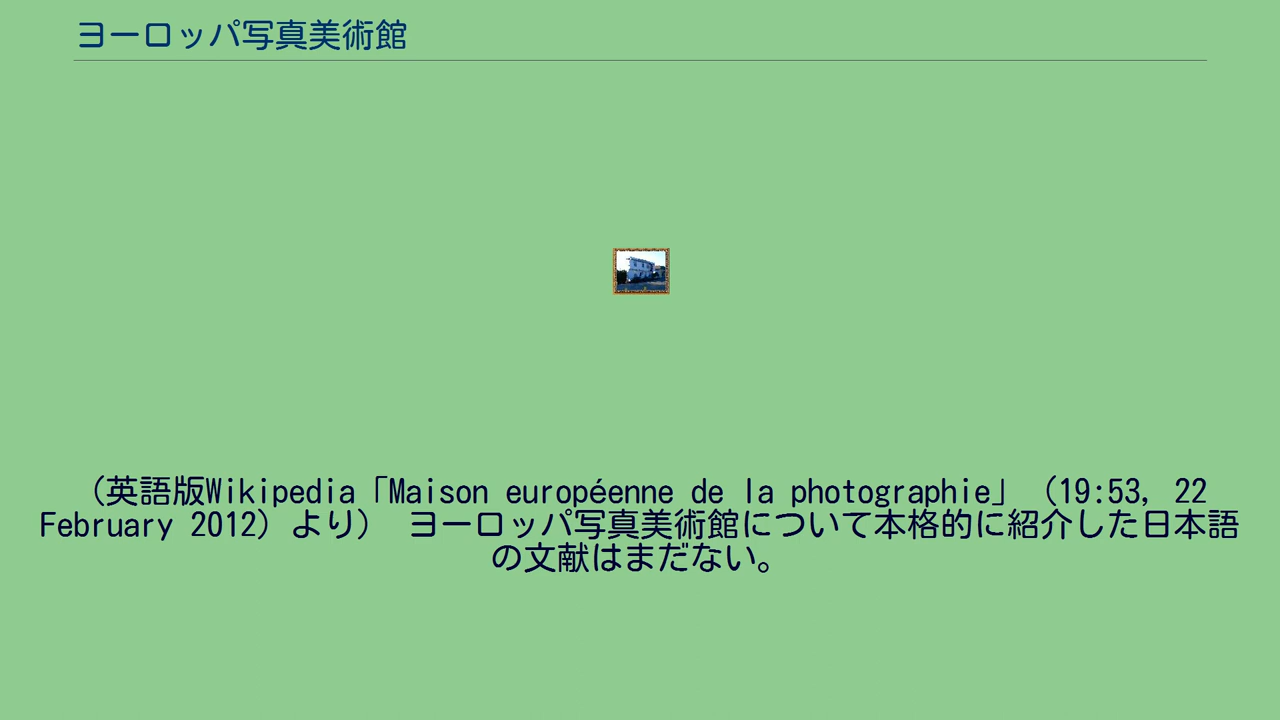 ヨーロッパ写真美術館
（英語版Wikipedia「Maison européenne de la photographie」（19:53, 22
February 2012）より） ヨーロッパ写真美術館について本格的に紹介した日本語
の文献はまだない。